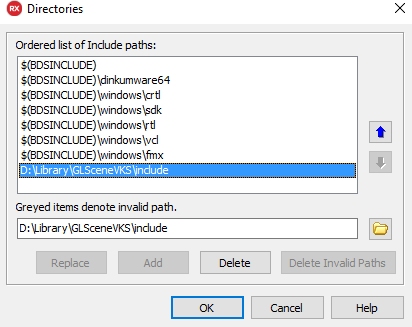 RX Directories
Ordered list of Include paths:
$(BDSINCLUDE)
$(BDSINCLUDE)\dinkumware64
$(BDSINCLUDE)\windows\crtl
$(BDSINCLUDE)\windows\sdk
$(BDSINCLUDE)\windows\rtl
$(BDSINCLUDE)\windows\vcl
$(BDSINCLUDE)\windows\fmx
D:\Library\GLSceneVKS\include
Greyed items denote invalid path.
D:\Library\GLSceneVKS\include
Replace Add Delete Delete Invalid Paths
OK Cancel Help